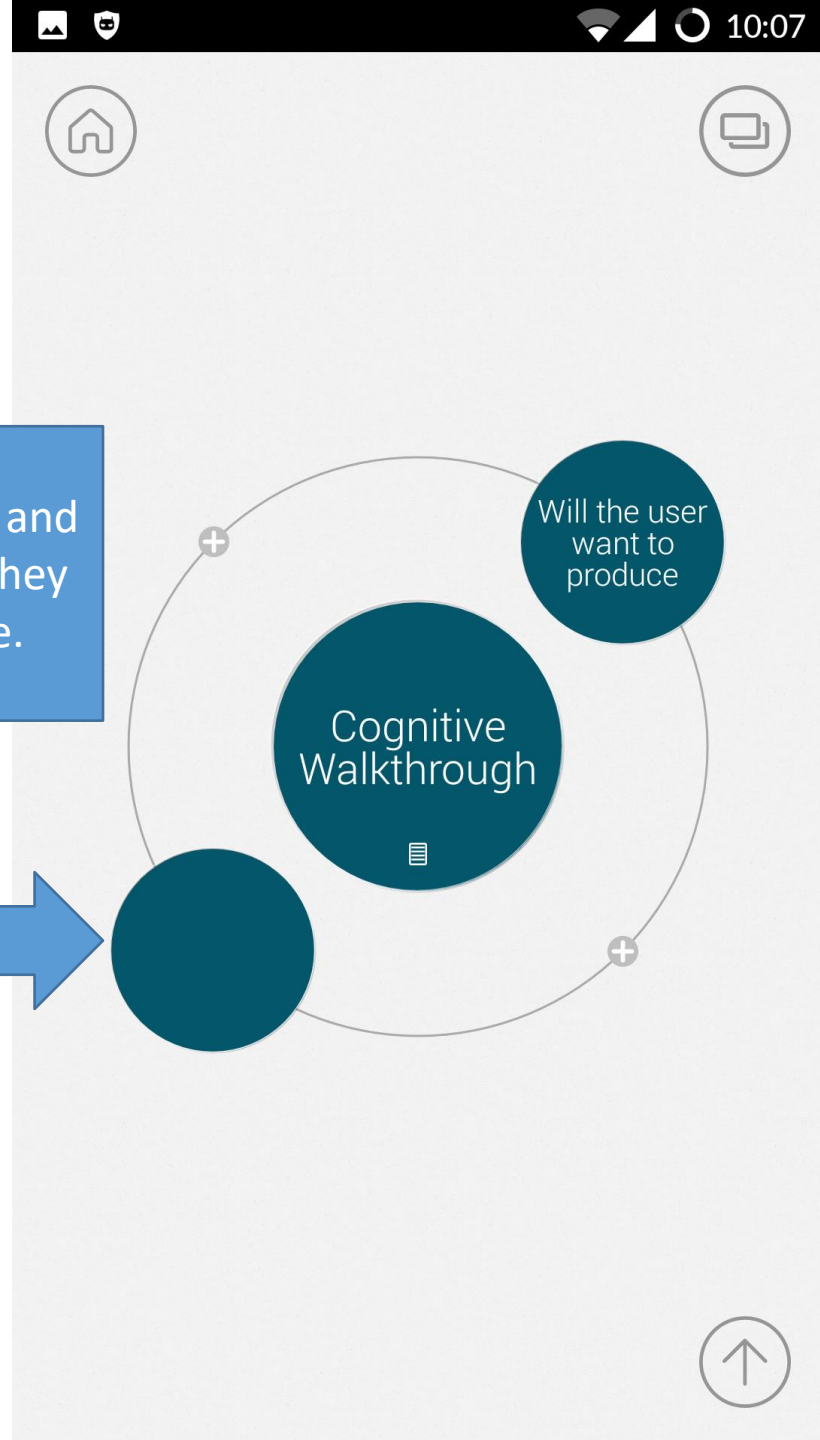 10:07
and
hey
e.
Will the user
want to
produce
Cognitive
Walkthrough